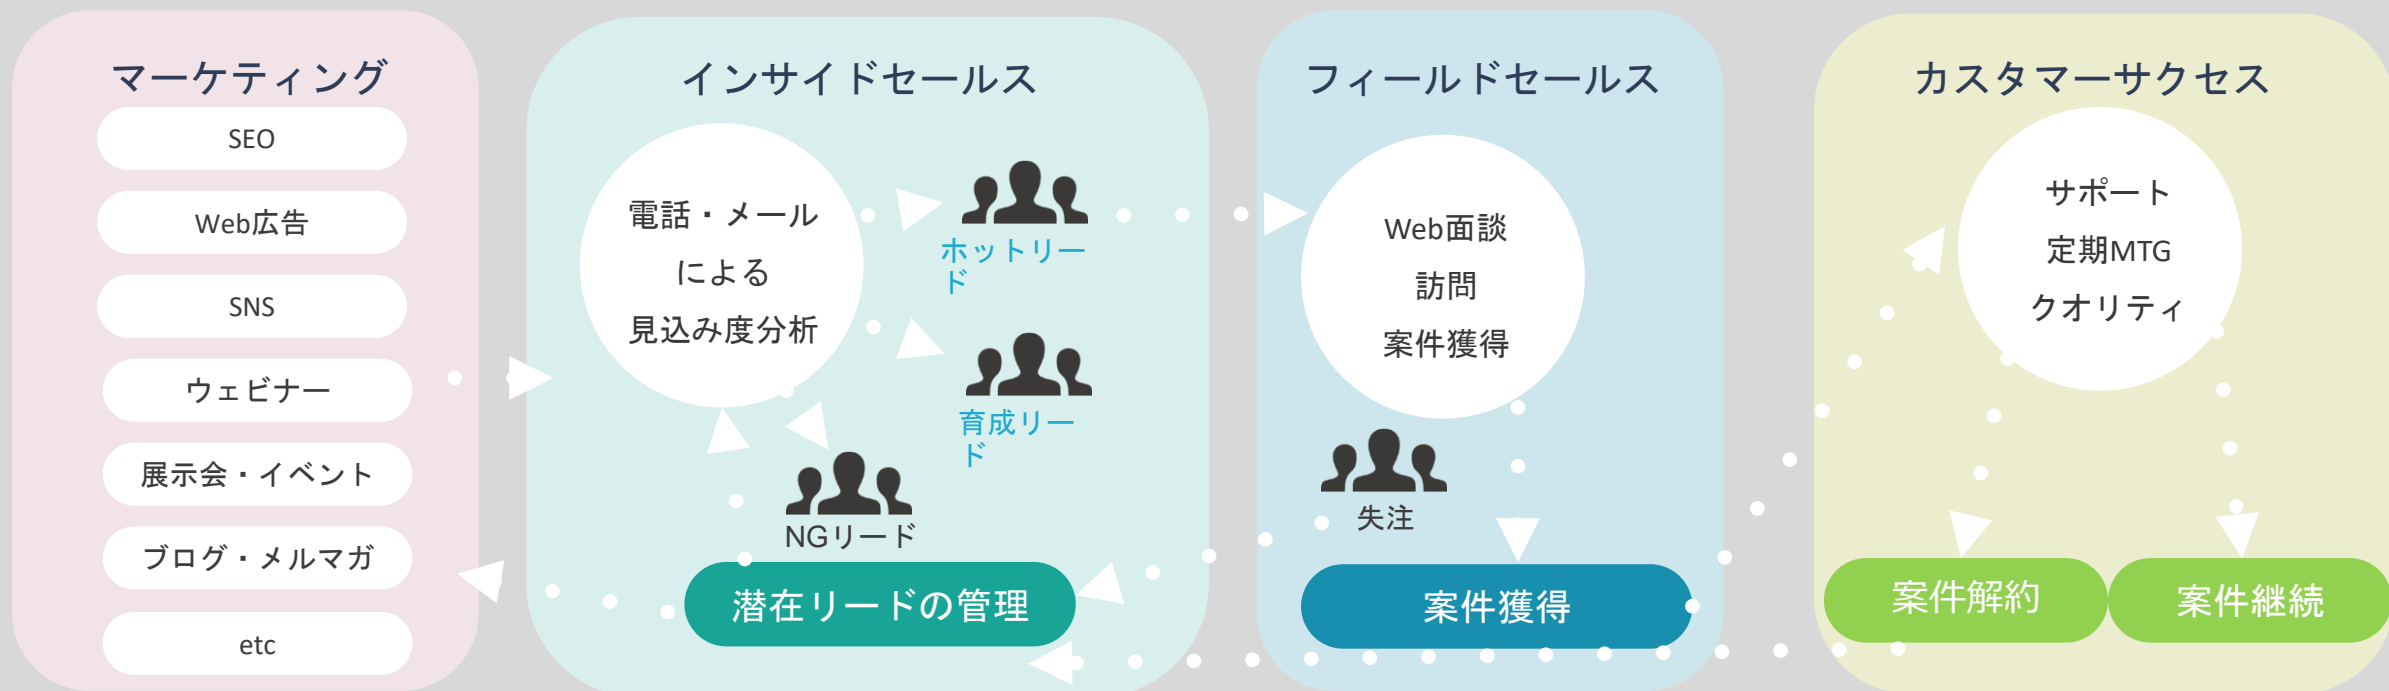 マーケティング
SEO
Web広告
SNS
ウェビナー
展示会・イベント
ブログ・メルマガ
etc
インサイドセールス
電話・メール
による
見込み度分析
ホットリー
ド
育成リー
ド
NGリード
潜在リードの管理
フィールドセールス
Web面談
訪問
案件獲得
失注
案件獲得
カスタマーサクセス
サポート
定期MTG
クオリティ
案件解約
案件継続